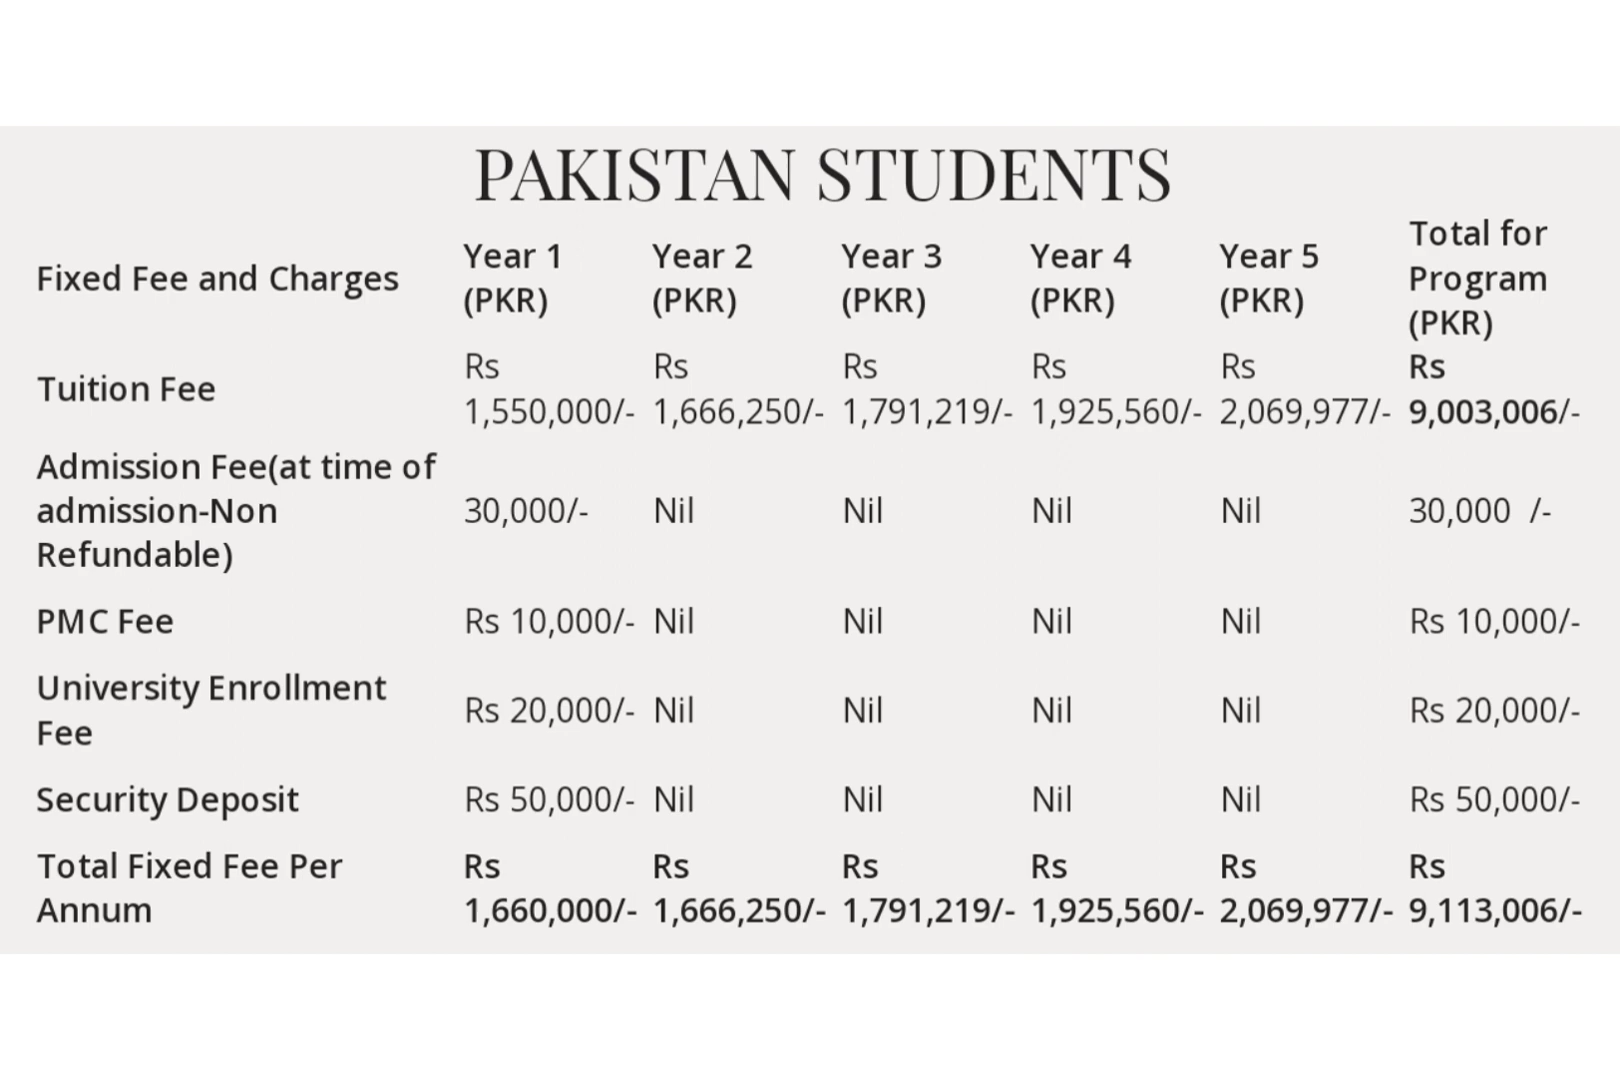 PAKISTAN STUDENTS
Fixed Fee and Charges
Year 1
(PKR)
Year 2
(PKR)
Year 3
(PKR)
Year 4
(PKR)
Year 5
(PKR)
Total for
Program
(PKR)
Tuition Fee
Rs
1,550,000/-
Rs
1,666,250/-
Rs
1,791,219/-
Rs
1,925,560/-
Rs
2,069,977/-
Rs
9,003,006/-
Admission Fee(at time of
admission-Non
Refundable)
30,000/-
Nil
Nil
Nil
Nil
30,000 /-
PMC Fee
Rs 10,000/-
Nil
Nil
Nil
Nil
Rs 10,000/-
University Enrollment
Fee
Rs 20,000/-
Nil
Nil
Nil
Nil
Rs 20,000/-
Security Deposit
Rs 50,000/-
Nil
Nil
Nil
Nil
Rs 50,000/-
Total Fixed Fee Per
Annum
Rs
1,660,000/-
Rs
1,666,250/-
Rs
1,791,219/-
Rs
1,925,560/-
Rs
2,069,977/-
Rs
9,113,006/-